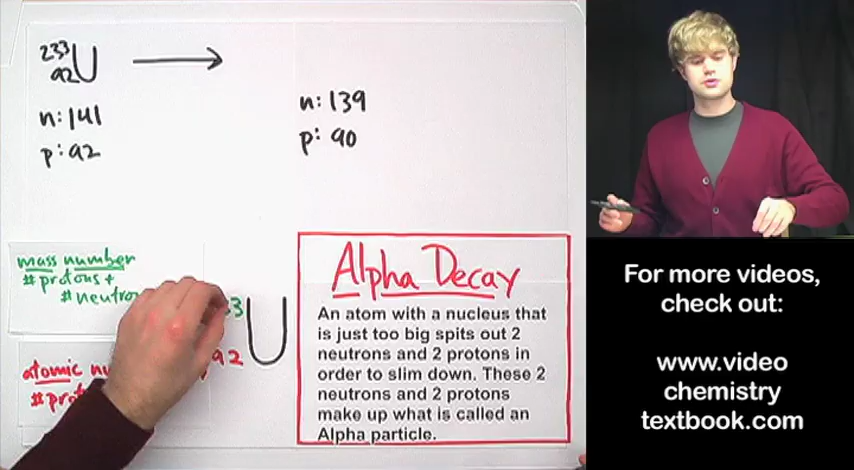 233
92 U
n: 141
p: 92
n: 139
p: 90
mass number
#protons +
atomic
33
92
U
Alpha Decay
An atom with a nucleus that
is just too big spits out 2
neutrons and 2 protons in
order to slim down. These 2
neutrons and 2 protons
make up what is called an
Alpha particle.
For more videos,
check out:
www.video
chemistry
textbook.com